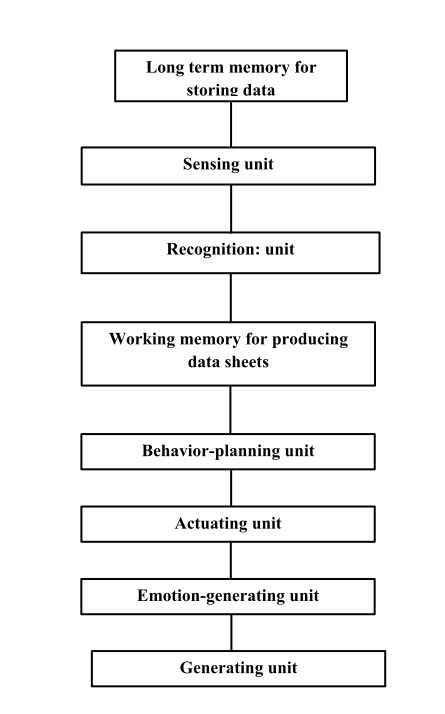 Long term memory for
storing data
Sensing unit
Recognition: unit
Working memory for producing
data sheets
Behavior-planning unit
Actuating unit
Emotion-generating unit
Generating unit